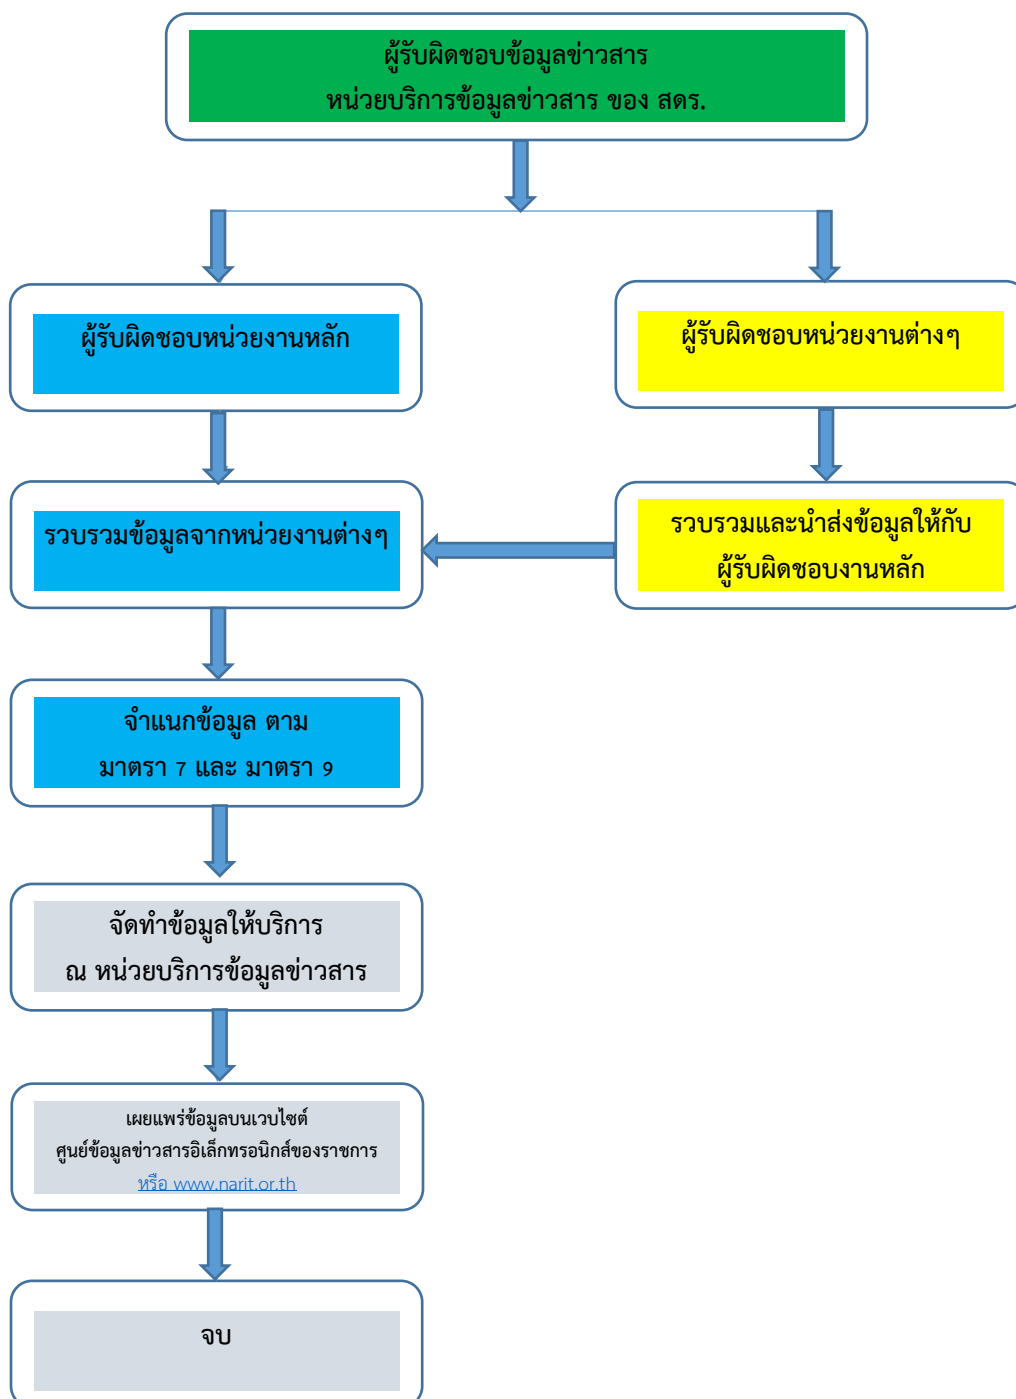 ผู้รับผิดชอบข้อมูลข่าวสาร
หน่วยบริการข้อมูลข่าวสาร ของ สดร.
ผู้รับผิดชอบหน่วยงานหลัก
ผู้รับผิดชอบหน่วยงานต่างๆ
รวบรวมข้อมูลจากหน่วยงานต่างๆ
รวบรวมและนำส่งข้อมูลให้กับ
ผู้รับผิดชอบงานหลัก
จำแนกข้อมูล ตาม
มาตรา 7 และ มาตรา 9
จัดทำข้อมูลให้บริการ
ณ หน่วยบริการข้อมูลข่าวสาร
เผยแพร่ข้อมูลบนเวบไซต์
ศูนย์ข้อมูลข่าวสารอิเล็กทรอนิกส์ของราชการ
หรือ www.narit.or.th
จบ